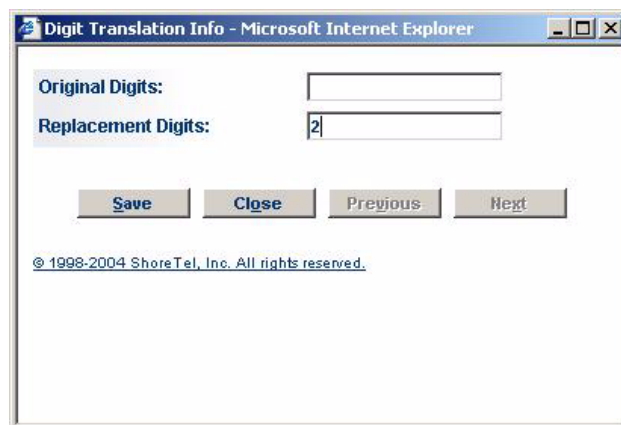 Digit Translation Info - Microsoft Internet Explorer
Original Digits:
Replacement Digits: 2
Save Close Previous Next
© 1998-2004 ShoreTel, Inc. All rights reserved.